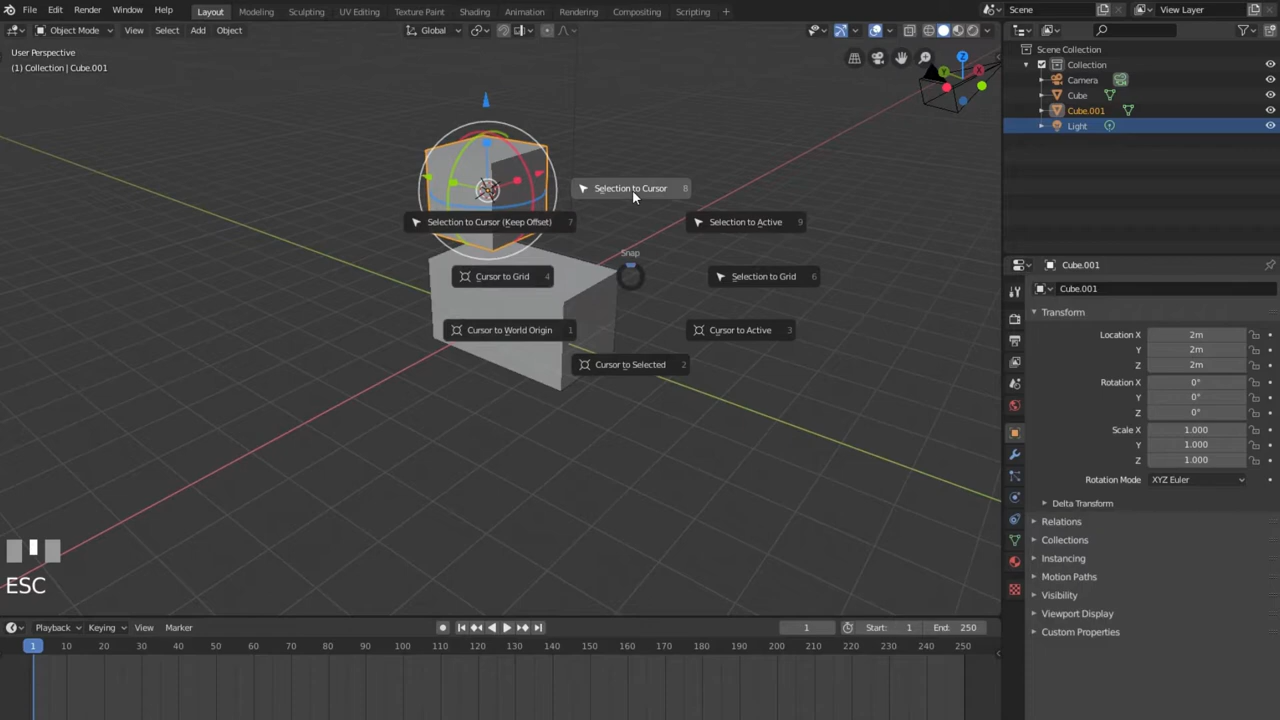 File Edit Render Window Help Layout Modeling Sculpting UV Editing Texture Paint Shading Animation Rendering Compositing Scripting + Scene View Layer
Object Mode View Select Add Object Global
User Perspective
(1) Collection | Cube.001
Scene Collection
Collection
Camera
Cube
Cube.001
Light
Z
Y
X
Selection to Cursor 8
Selection to Cursor (Keep Offset) 7
Selection to Active 9
Snap
Cursor to Grid 4
Selection to Grid 6
Cursor to World Origin 1
Cursor to Active 3
Cursor to Selected 2
ESC
Cube.001
Cube.001
Transform
Location X 2m
Y 2m
Z 2m
Rotation X 0°
Y 0°
Z 0°
Scale X 1.000
Y 1.000
Z 1.000
Rotation Mode XYZ Euler
Delta Transform
Relations
Collections
Instancing
Motion Paths
Visibility
Viewport Display
Custom Properties
Playback Keying View Marker 1 Start: 1 End: 250
1 10 20 30 40 50 60 70 80 90 100 110 120 130 140 150 160 170 180 190 200 210 220 230 240 250